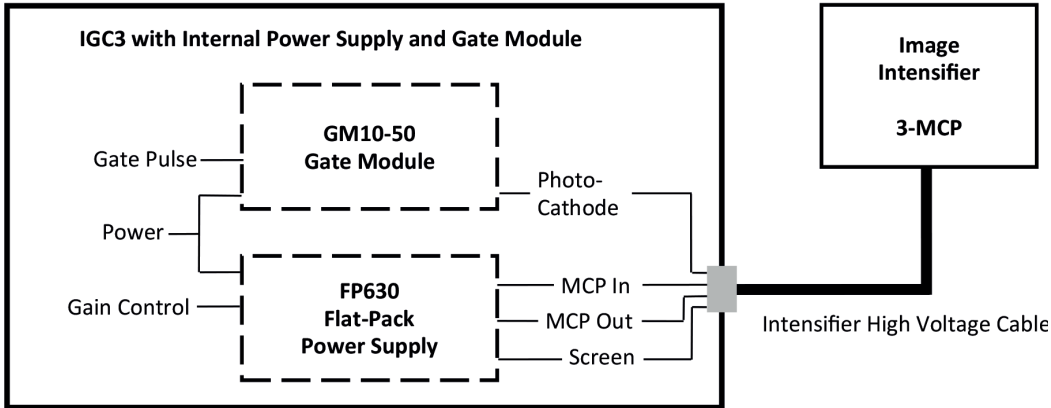 IGC3 with Internal Power Supply and Gate Module
Image
Intensifier
3-MCP
GM10-50
Gate Module
Gate Pulse
Photo-
Cathode
Power
FP630
Flat-Pack
Power Supply
MCP In
Gain Control
MCP Out
Screen
Intensifier High Voltage Cable